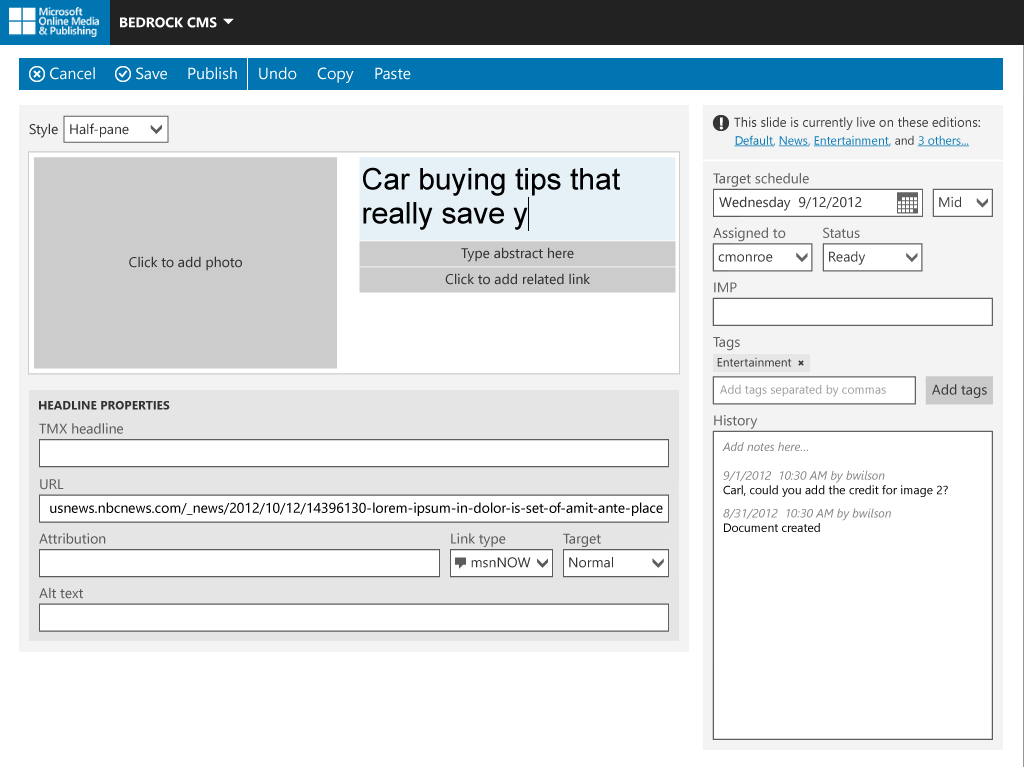 Microsoft
Online Media
& Publishing
BEDROCK CMS
Cancel Save Publish Undo Copy Paste
Style Half-pane
Click to add photo
Car buying tips that
really save y
Type abstract here
Click to add related link
HEADLINE PROPERTIES
TMX headline
URL
usnews.nbcnews.com/_news/2012/10/12/14396130-lorem-ipsum-in-dolor-is-set-of-amit-ante-place
Attribution Link type Target
msnNOW Normal
Alt text
This slide is currently live on these editions:
Default, News, Entertainment, and 3 others...
Target schedule
Wednesday 9/12/2012 Mid
Assigned to Status
cmonroe Ready
IMP
Tags
Entertainment ×
Add tags separated by commas Add tags
History
Add notes here...
9/1/2012 10:30 AM by bwilson
Carl, could you add the credit for image 2?
8/31/2012 10:30 AM by bwilson
Document created